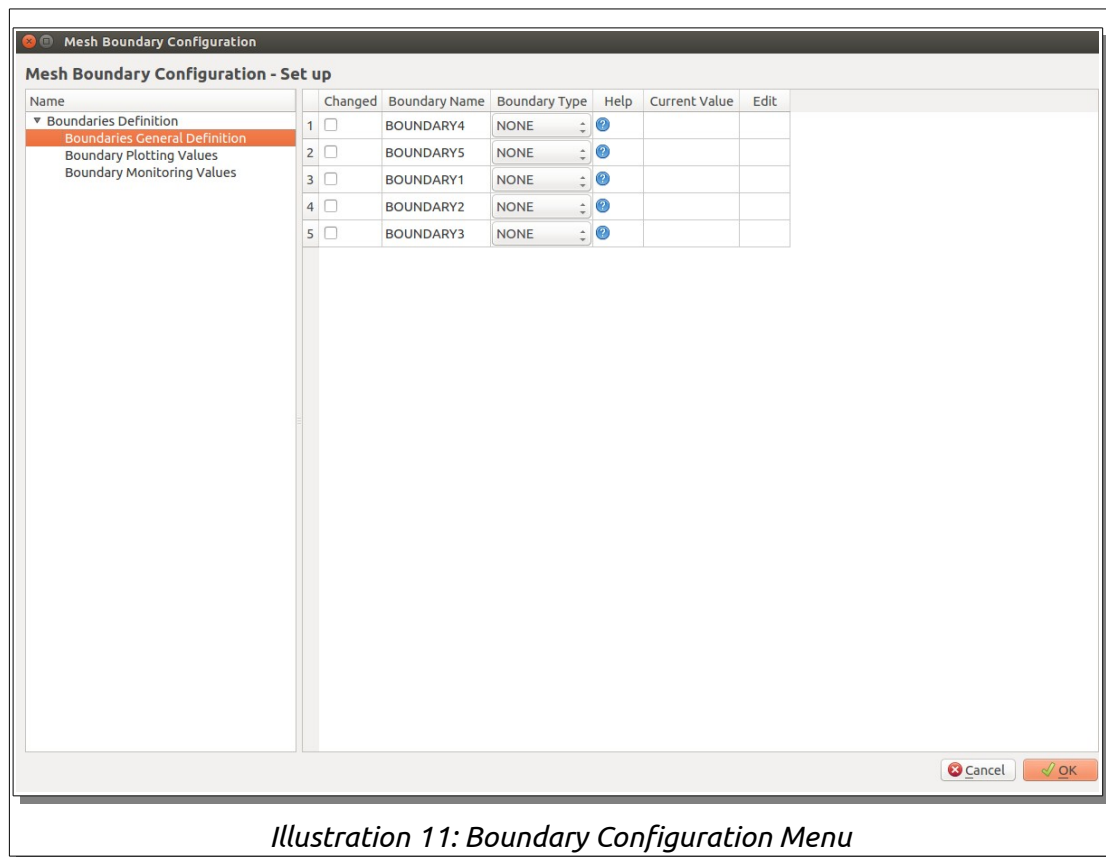 Mesh Boundary Configuration
Mesh Boundary Configuration - Set up
Name
Boundaries Definition
Boundaries General Definition
Boundary Plotting Values
Boundary Monitoring Values
Changed Boundary Name Boundary Type Help Current Value Edit
1 BOUNDARY4 NONE
2 BOUNDARY5 NONE
3 BOUNDARY1 NONE
4 BOUNDARY2 NONE
5 BOUNDARY3 NONE
Cancel OK
Illustration 11: Boundary Configuration Menu